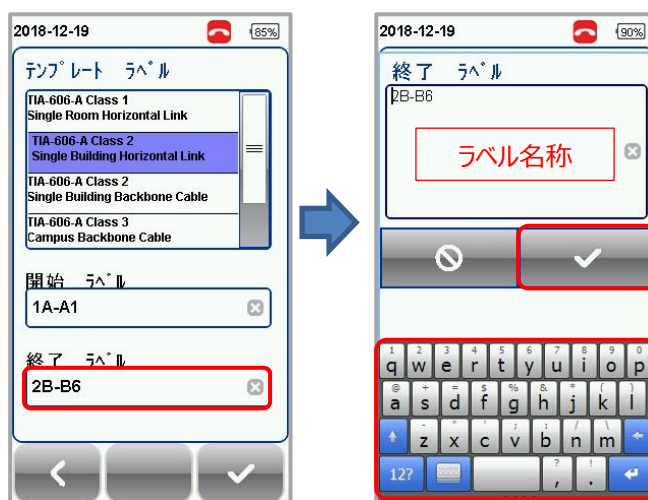 2018-12-19
85%
テンプレート ラベル
TIA-606-A Class 1
Single Room Horizontal Link
TIA-606-A Class 2
Single Building Horizontal Link
TIA-606-A Class 2
Single Building Backbone Cable
TIA-606-A Class 3
Campus Backbone Cable
開始 ラベル
1A-A1
終了 ラベル
2B-B6
2018-12-19
90%
終了 ラベル
2B-B6
ラベル名称
1 2 3 4 5 6 7 8 9 0
q w e r t y u i o p
@ + = $ % & * ( )
a s d f g h j k l
- ' " : ; / \
z x c v b n m
? !
12? , .